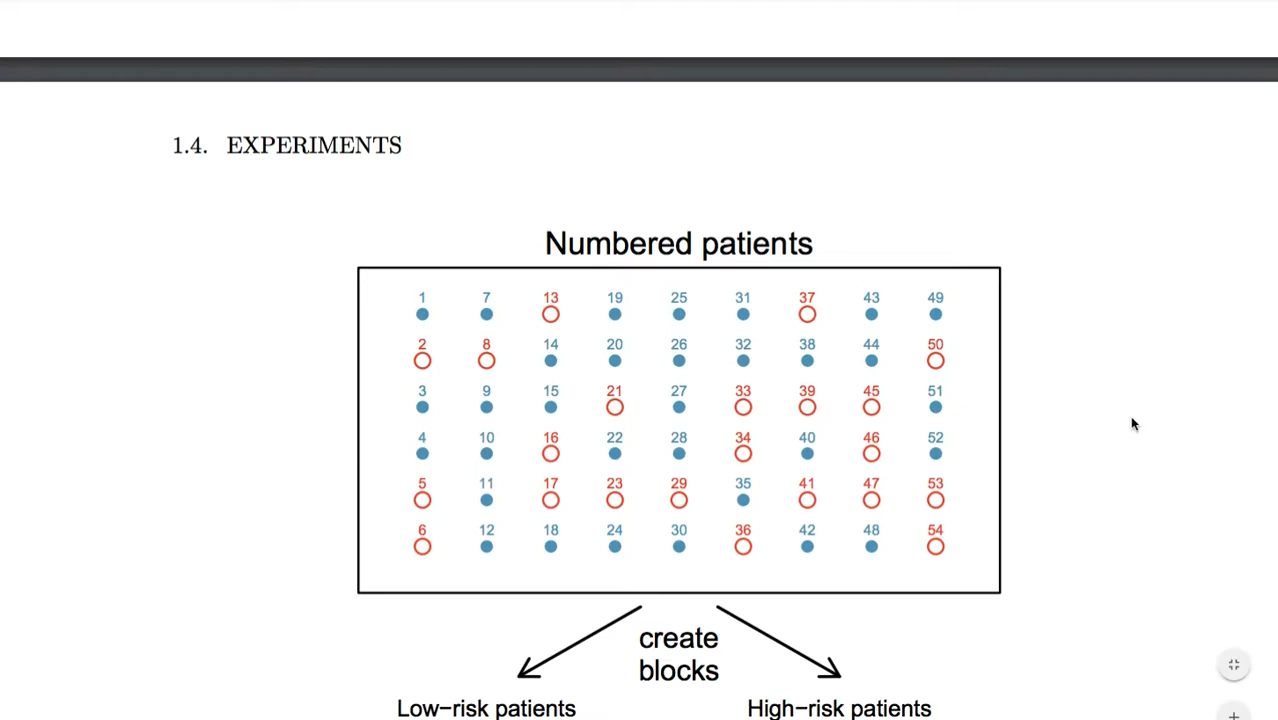 1.4. EXPERIMENTS
Numbered patients
1 7 13 19 25 31 37 43 49
2 8 14 20 26 32 38 44 50
3 9 15 21 27 33 39 45 51
4 10 16 22 28 34 40 46 52
5 11 17 23 29 35 41 47 53
6 12 18 24 30 36 42 48 54
create
blocks
Low−risk patients High−risk patients